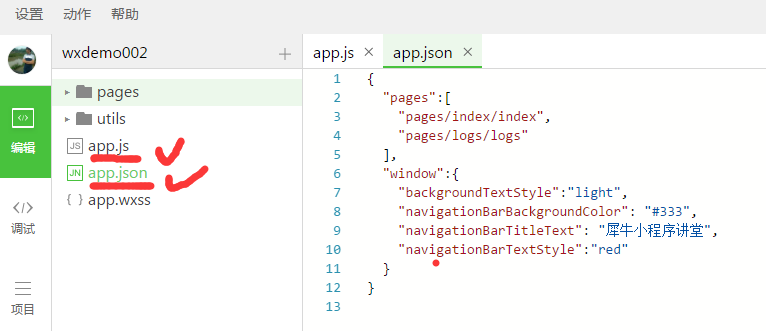 设置 动作 帮助
wxdemo002 +
app.js × app.json ×
编辑
调试
项目
pages
utils
JS app.js
JN app.json
{ } app.wxss
1 {
2 "pages":[
3 "pages/index/index",
4 "pages/logs/logs"
5 ],
6 "window":{
7 "backgroundTextStyle":"light",
8 "navigationBarBackgroundColor": "#333",
9 "navigationBarTitleText": "犀牛小程序讲堂",
10 "navigationBarTextStyle":"red"
11 }
12 }
13